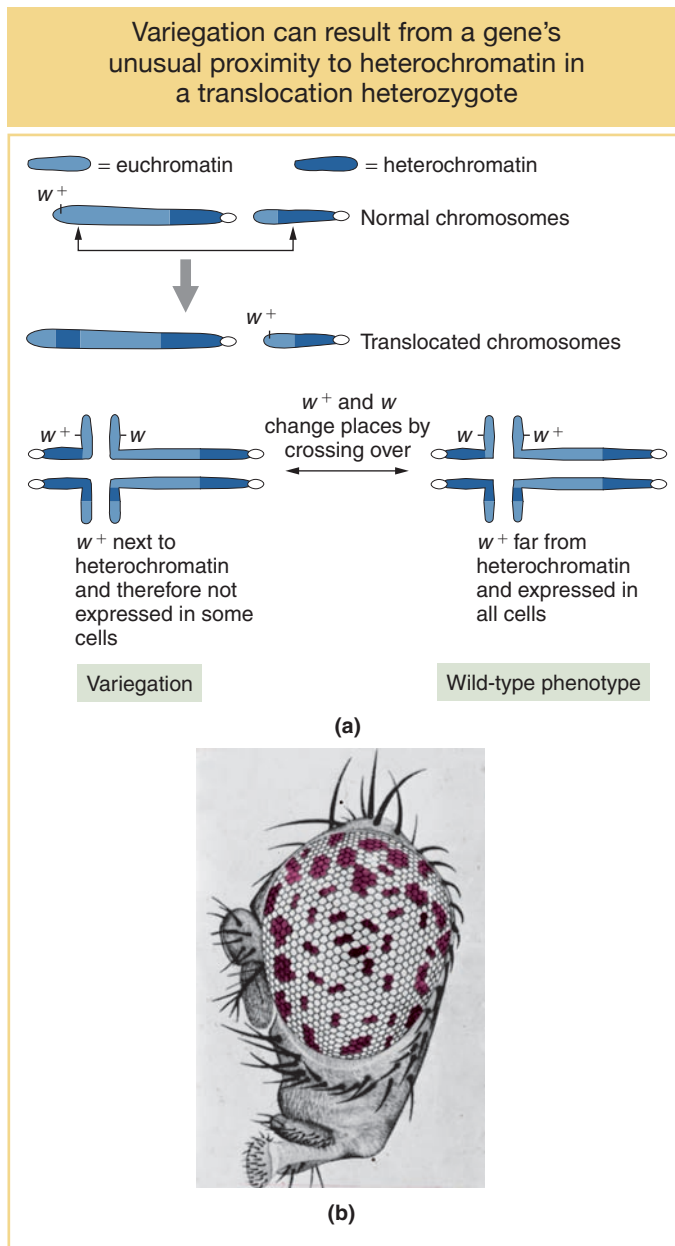 Variegation can result from a gene's
unusual proximity to heterochromatin in
a translocation heterozygote
= euchromatin
= heterochromatin
w+
Normal chromosomes
w+
Translocated chromosomes
w+ and w
change places by
crossing over
w+
w
w
w+
w+ next to
heterochromatin
and therefore not
expressed in some
cells
w+ far from
heterochromatin
and expressed in
all cells
Variegation
Wild-type phenotype
(a)
(b)